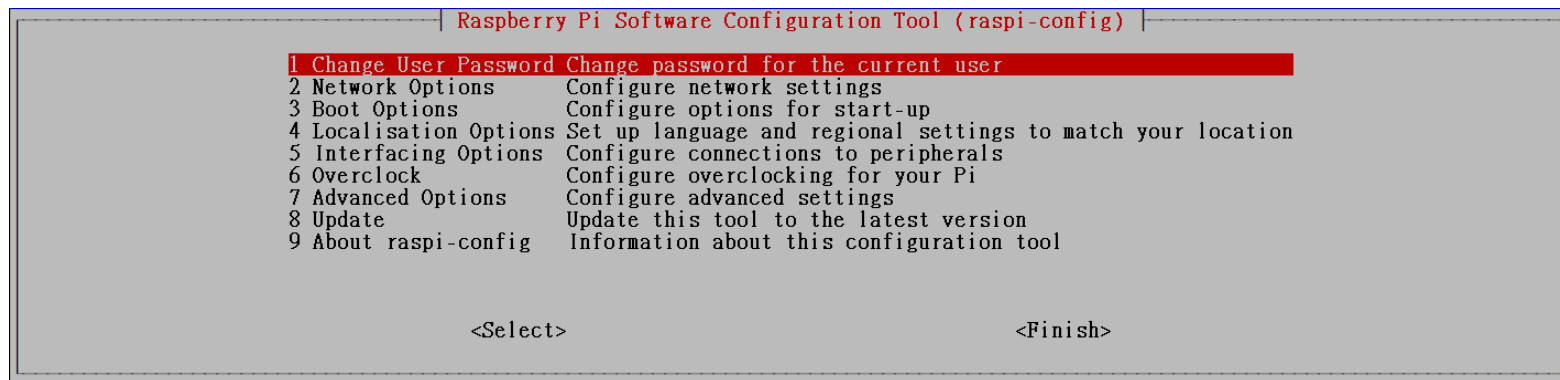 Raspberry Pi Software Configuration Tool (raspi-config)
1 Change User Password Change password for the current user
2 Network Options Configure network settings
3 Boot Options Configure options for start-up
4 Localisation Options Set up language and regional settings to match your location
5 Interfacing Options Configure connections to peripherals
6 Overclock Configure overclocking for your Pi
7 Advanced Options Configure advanced settings
8 Update Update this tool to the latest version
9 About raspi-config Information about this configuration tool
<Select> <Finish>